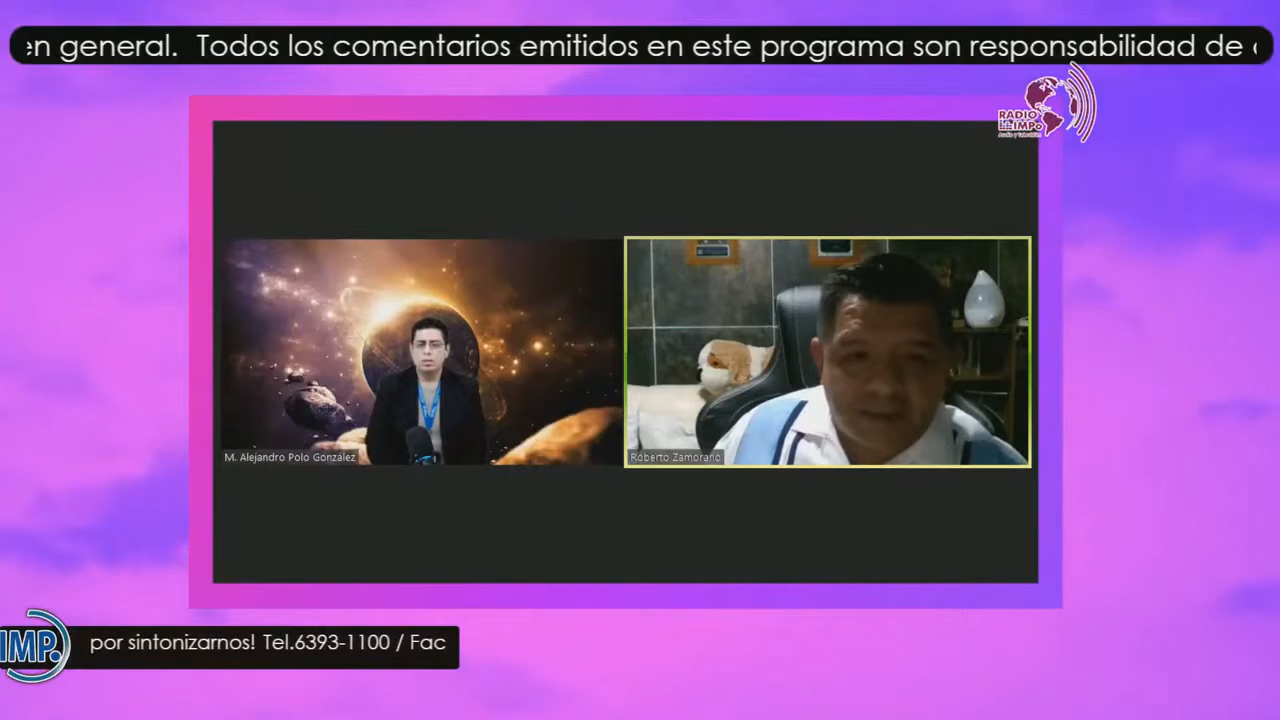 en general. Todos los comentarios emitidos en este programa son responsabilidad de
RADIO
IMPO
M. Alejandro Polo González
Roberto Zamorano
IMP.
por sintonizarnos! Tel.6393-1100 / Fac